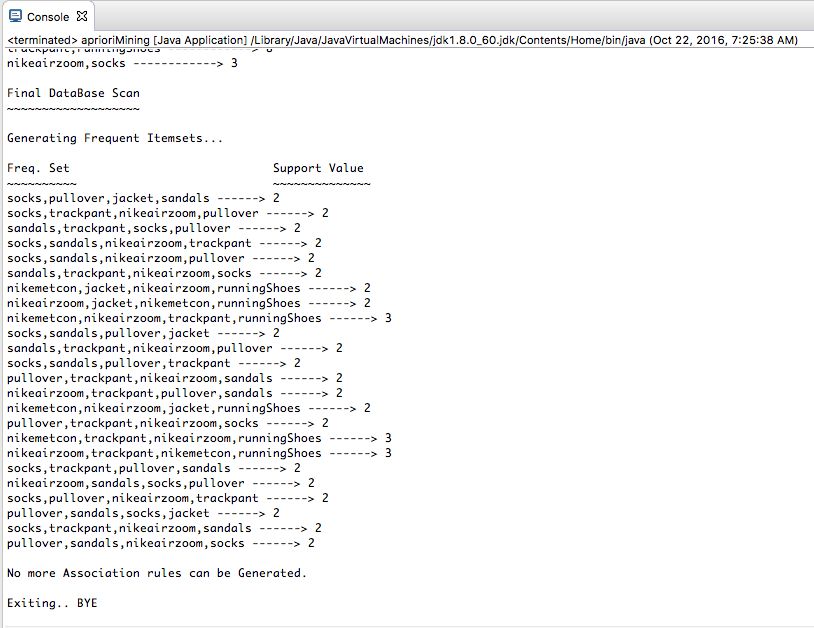 Console
<terminated> aprioriMining [Java Application] /Library/Java/JavaVirtualMachines/jdk1.8.0_60.jdk/Contents/Home/bin/java (Oct 22, 2016, 7:25:38 AM)
trackpant,runningShoes ------------>
nikeairzoom,socks ------------> 3
Final DataBase Scan
~~~~~~~~~~~~~~~~~~~
Generating Frequent Itemsets...
Freq. Set Support Value
~~~~~~~~~~ ~~~~~~~~~~~~~~
socks,pullover,jacket,sandals ------> 2
socks,trackpant,nikeairzoom,pullover ------> 2
sandals,trackpant,socks,pullover ------> 2
socks,sandals,nikeairzoom,trackpant ------> 2
socks,sandals,nikeairzoom,pullover ------> 2
sandals,trackpant,nikeairzoom,socks ------> 2
nikemetcon,jacket,nikeairzoom,runningShoes ------> 2
nikeairzoom,jacket,nikemetcon,runningShoes ------> 2
nikemetcon,nikeairzoom,trackpant,runningShoes ------> 3
socks,sandals,pullover,jacket ------> 2
sandals,trackpant,nikeairzoom,pullover ------> 2
socks,sandals,pullover,trackpant ------> 2
pullover,trackpant,nikeairzoom,sandals ------> 2
nikeairzoom,trackpant,pullover,sandals ------> 2
nikemetcon,nikeairzoom,jacket,runningShoes ------> 2
pullover,trackpant,nikeairzoom,socks ------> 2
nikemetcon,trackpant,nikeairzoom,runningShoes ------> 3
nikeairzoom,trackpant,nikemetcon,runningShoes ------> 3
socks,trackpant,pullover,sandals ------> 2
nikeairzoom,sandals,socks,pullover ------> 2
socks,pullover,nikeairzoom,trackpant ------> 2
pullover,sandals,socks,jacket ------> 2
socks,trackpant,nikeairzoom,sandals ------> 2
pullover,sandals,nikeairzoom,socks ------> 2
No more Association rules can be Generated.
Exiting.. BYE